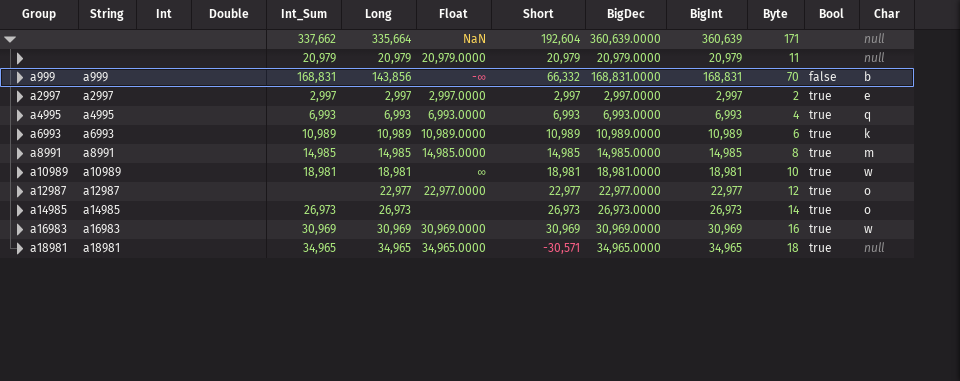 Group String Int Double Int_Sum Long Float Short BigDec BigInt Byte Bool Char
337,662 335,664 NaN 192,604 360,639.0000 360,639 171 null
20,979 20,979 20,979.0000 20,979 20,979.0000 20,979 11 null
a999 a999 168,831 143,856 -∞ 66,332 168,831.0000 168,831 70 false b
a2997 a2997 2,997 2,997 2,997.0000 2,997 2,997.0000 2,997 2 true e
a4995 a4995 6,993 6,993 6,993.0000 6,993 6,993.0000 6,993 4 true q
a6993 a6993 10,989 10,989 10,989.0000 10,989 10,989.0000 10,989 6 true k
a8991 a8991 14,985 14,985 14,985.0000 14,985 14,985.0000 14,985 8 true m
a10989 a10989 18,981 18,981 ∞ 18,981 18,981.0000 18,981 10 true w
a12987 a12987 22,977 22,977.0000 22,977 22,977.0000 22,977 12 true o
a14985 a14985 26,973 26,973 26,973 26,973.0000 26,973 14 true o
a16983 a16983 30,969 30,969 30,969.0000 30,969 30,969.0000 30,969 16 true w
a18981 a18981 34,965 34,965 34,965.0000 -30,571 34,965.0000 34,965 18 true null